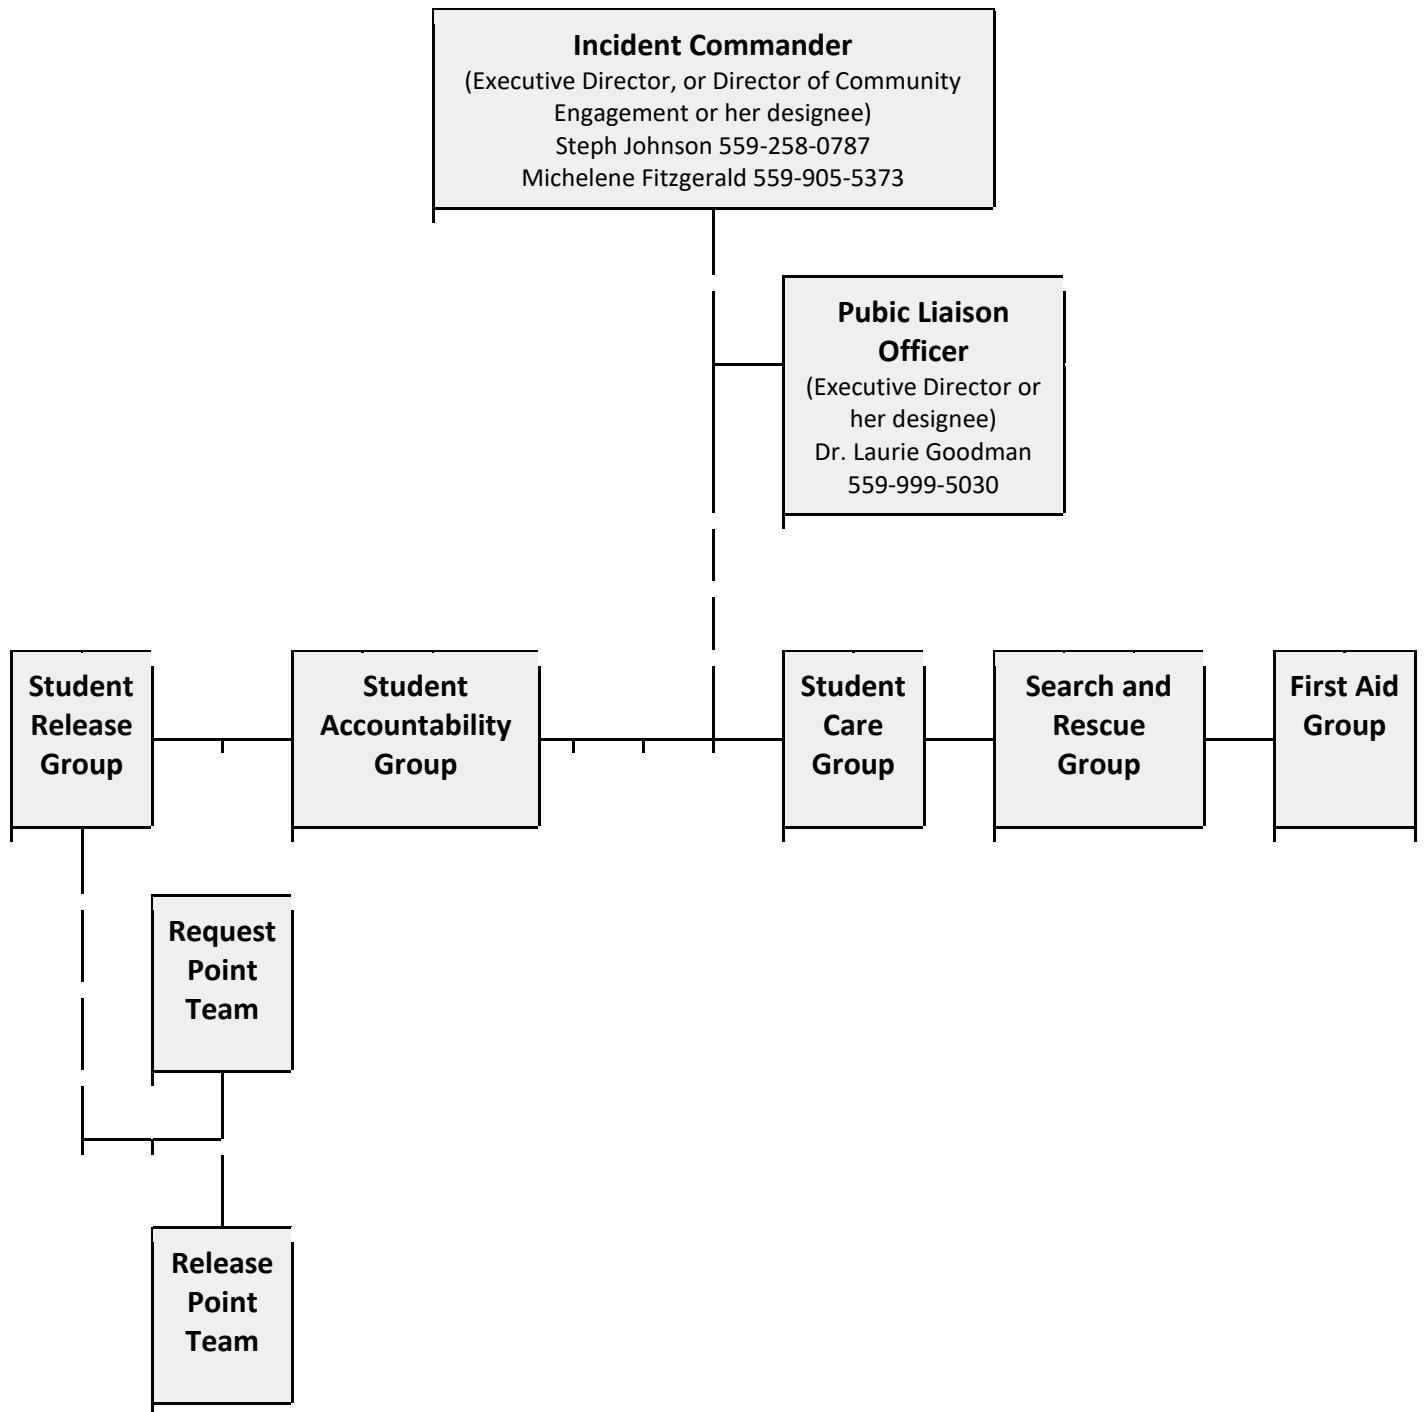 Incident Commander
(Executive Director, or Director of Community
Engagement or her designee)
Steph Johnson 559-258-0787
Michelene Fitzgerald 559-905-5373
Pubic Liaison
Officer
(Executive Director or
her designee)
Dr. Laurie Goodman
559-999-5030
Student
Release
Group
Student
Accountability
Group
Student
Care
Group
Search and
Rescue
Group
First Aid
Group
Request
Point
Team
Release
Point
Team